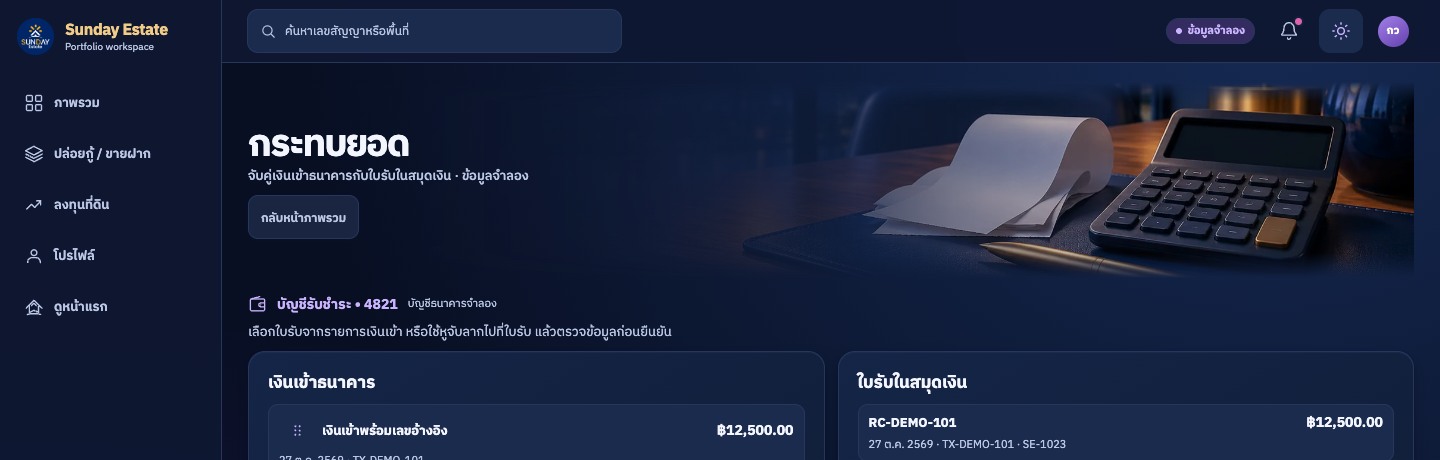 SUNDAY
Estate
Sunday Estate
Portfolio workspace
ค้นหาเลขสัญญาหรือพื้นที่
ข้อมูลจำลอง
กว
ภาพรวม
ปล่อยกู้ / ขายฝาก
ลงทุนที่ดิน
โปรไฟล์
ดูหน้าแรก
กระทบยอด
จับคู่เงินเข้าธนาคารกับใบรับในสมุดเงิน · ข้อมูลจำลอง
กลับหน้าภาพรวม
บัญชีรับชำระ • 4821 บัญชีธนาคารจำลอง
เลือกใบรับจากรายการเงินเข้า หรือใช้หูจับลากไปที่ใบรับ แล้วตรวจข้อมูลก่อนยืนยัน
เงินเข้าธนาคาร
เงินเข้าพร้อมเลขอ้างอิง ฿12,500.00
27 ต.ค. 2569 · TX-DEMO-101
ใบรับในสมุดเงิน
RC-DEMO-101 ฿12,500.00
27 ต.ค. 2569 · TX-DEMO-101 · SE-1023